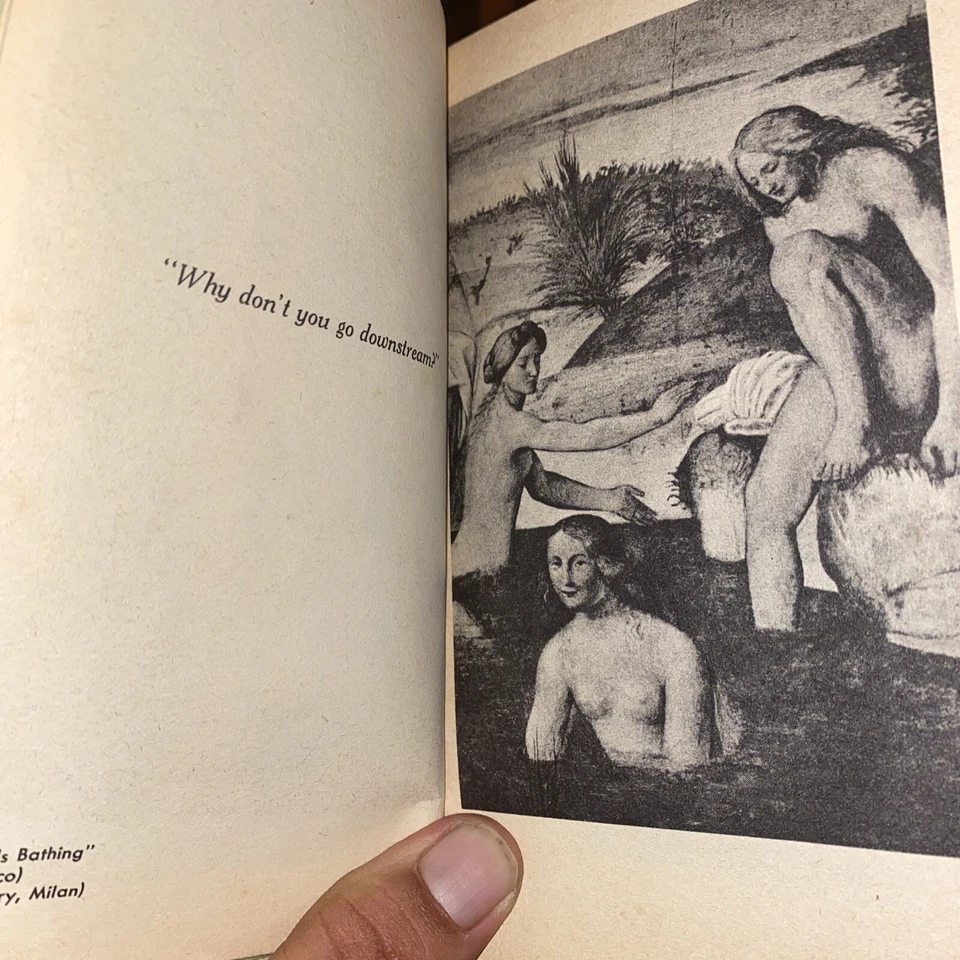 "Why don't you go downstream?"
s Bathing"
co)
ry, Milan)